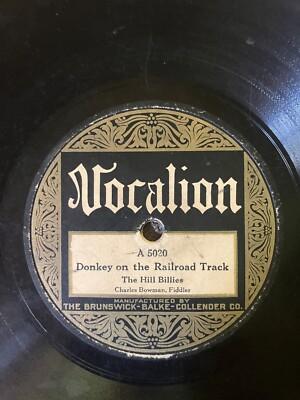 Vocalion
A 5020
Donkey on the Railroad Track
The Hill Billies
Charles Bowman, Fiddler
MANUFACTURED BY
THE BRUNSWICK-BALKE-COLLENDER CO.